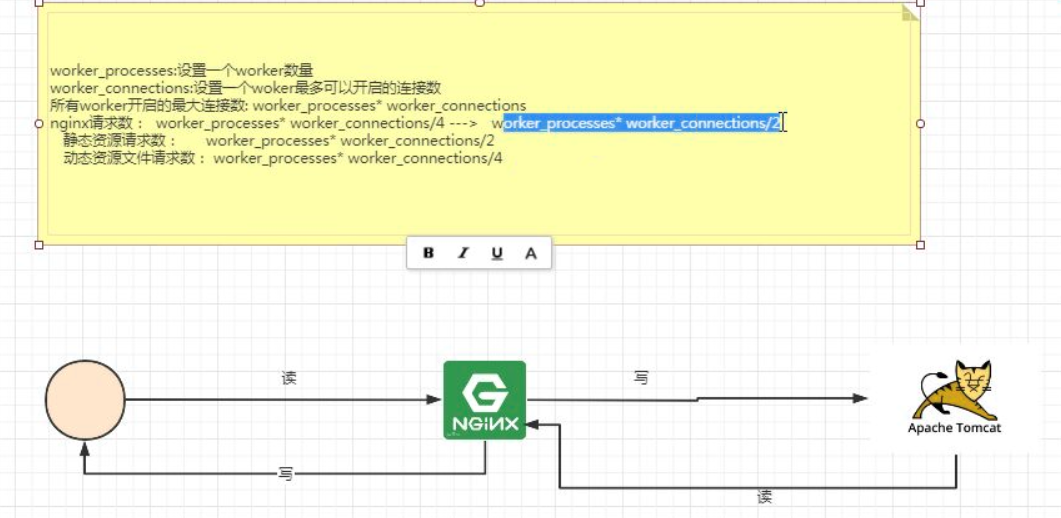 worker_processes:设置一个worker数量
worker_connections:设置一个woker最多可以开启的连接数
所有worker开启的最大连接数: worker_processes* worker_connections
nginx请求数： worker_processes* worker_connections/4 ---> worker_processes* worker_connections/2
静态资源请求数： worker_processes* worker_connections/2
动态资源文件请求数： worker_processes* worker_connections/4
B I U A
读
写
NGiNX
Apache Tomcat
写
读